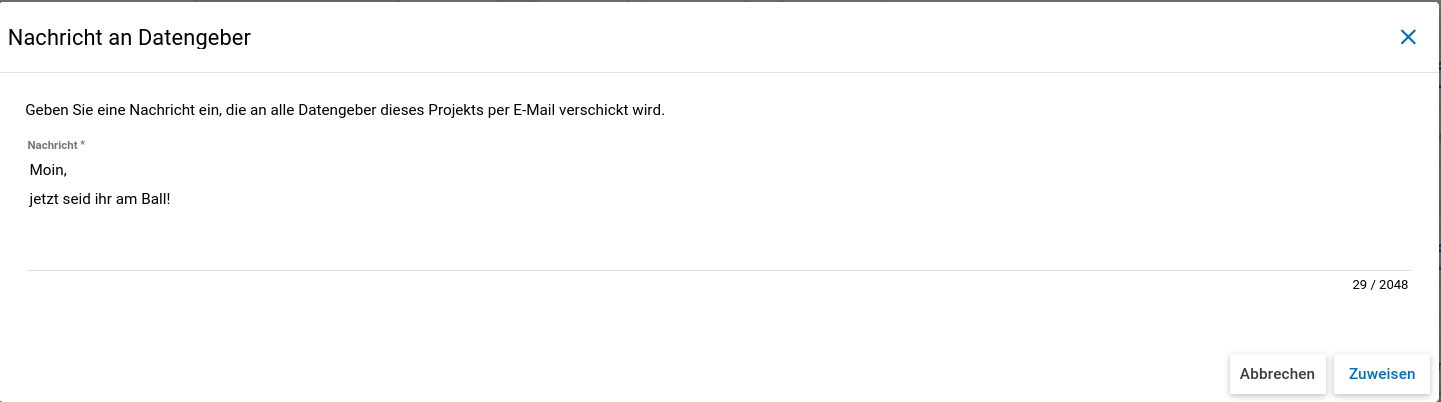 Nachricht an Datengeber
Geben Sie eine Nachricht ein, die an alle Datengeber dieses Projekts per E-Mail verschickt wird.
Nachricht *
Moin,
jetzt seid ihr am Ball!
29 / 2048
Abbrechen Zuweisen